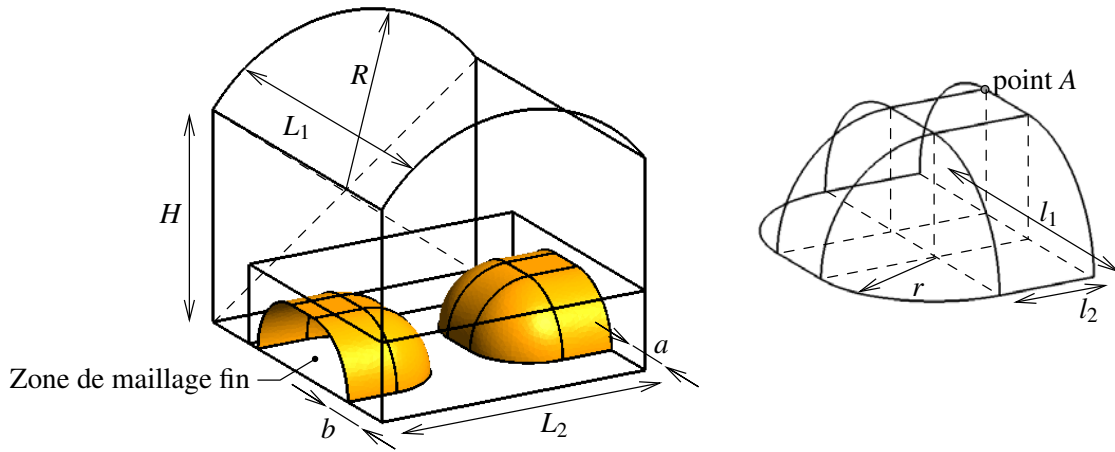 R
L₁
H
Zone de maillage fin
b
L₂
a
point A
l₁
r
l₂